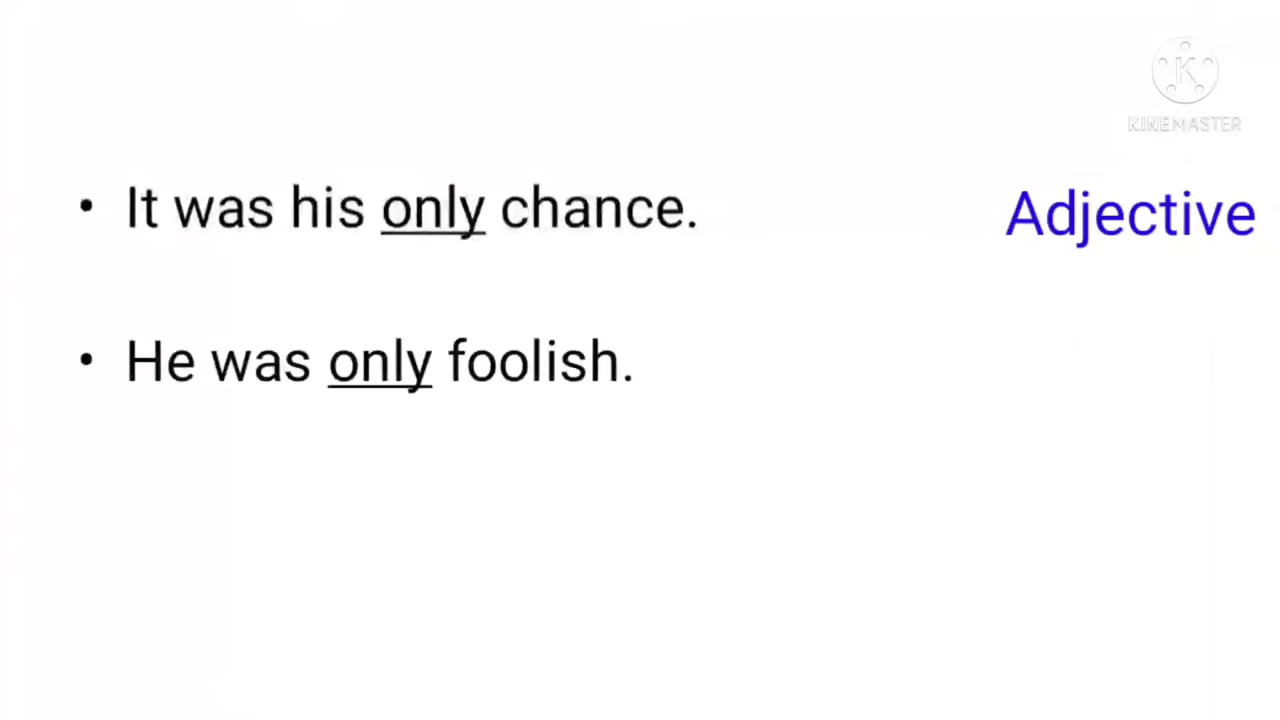 KINEMASTER
• It was his only chance. Adjective
• He was only foolish.